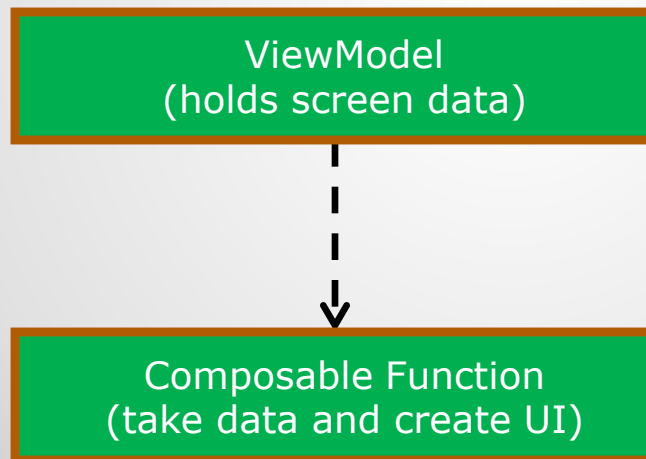 ViewModel
(holds screen data)
Composable Function
(take data and create UI)